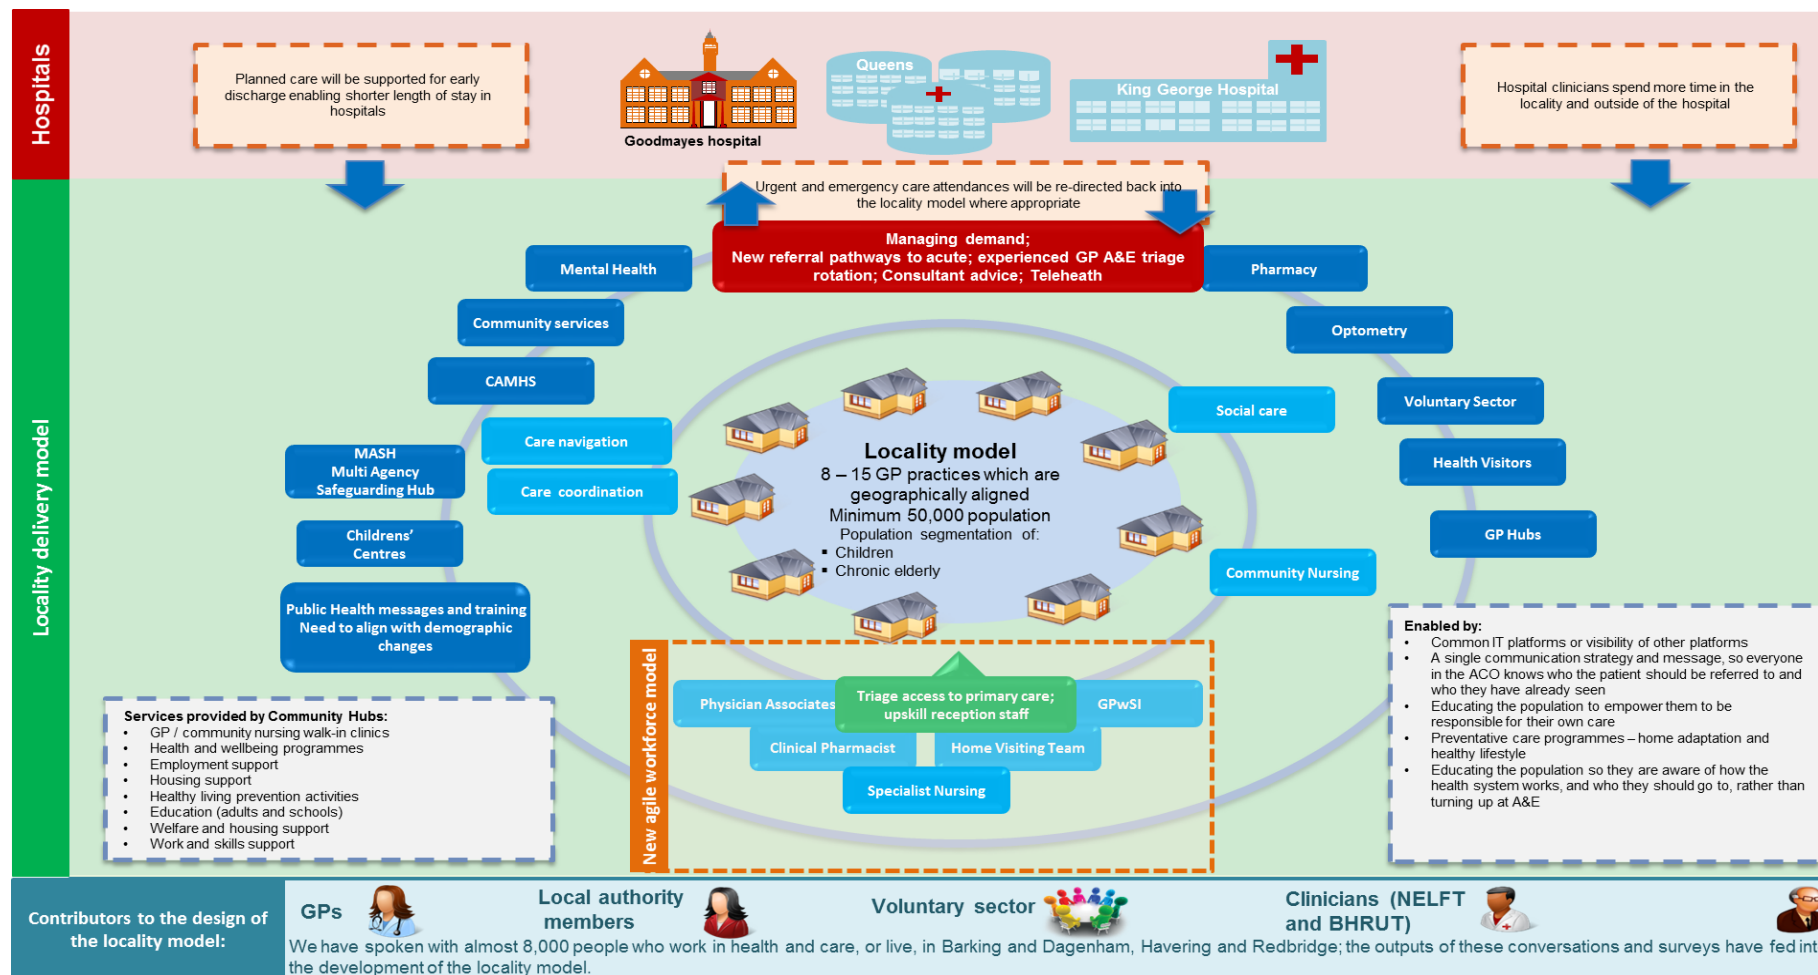 Hospitals
Planned care will be supported for early
discharge enabling shorter length of stay in
hospitals
Goodmayes hospital
Queens
King George Hospital
Hospital clinicians spend more time in the
locality and outside of the hospital
Urgent and emergency care attendances will be re-directed back into
the locality model where appropriate
Locality delivery model
Managing demand;
New referral pathways to acute; experienced GP A&E triage
rotation; Consultant advice; Teleheath
Mental Health
Community services
CAMHS
Care navigation
Care coordination
MASH
Multi Agency
Safeguarding Hub
Childrens'
Centres
Public Health messages and training
Need to align with demographic
changes
Pharmacy
Optometry
Social care
Voluntary Sector
Health Visitors
GP Hubs
Community Nursing
Locality model
8 – 15 GP practices which are
geographically aligned
Minimum 50,000 population
Population segmentation of:
▪ Children
▪ Chronic elderly
New agile workforce model
Triage access to primary care;
upskill reception staff
Physician Associates
GPwSI
Clinical Pharmacist
Home Visiting Team
Specialist Nursing
Services provided by Community Hubs:
• GP / community nursing walk-in clinics
• Health and wellbeing programmes
• Employment support
• Housing support
• Healthy living prevention activities
• Education (adults and schools)
• Welfare and housing support
• Work and skills support
Enabled by:
• Common IT platforms or visibility of other platforms
• A single communication strategy and message, so everyone
in the ACO knows who the patient should be referred to and
who they have already seen
• Educating the population to empower them to be
responsible for their own care
• Preventative care programmes – home adaptation and
healthy lifestyle
• Educating the population so they are aware of how the
health system works, and who they should go to, rather than
turning up at A&E
Contributors to the design of
the locality model:
GPs
Local authority
members
Voluntary sector
Clinicians (NELFT
and BHRUT)
We have spoken with almost 8,000 people who work in health and care, or live, in Barking and Dagenham, Havering and Redbridge; the outputs of these conversations and surveys have fed int
the development of the locality model.